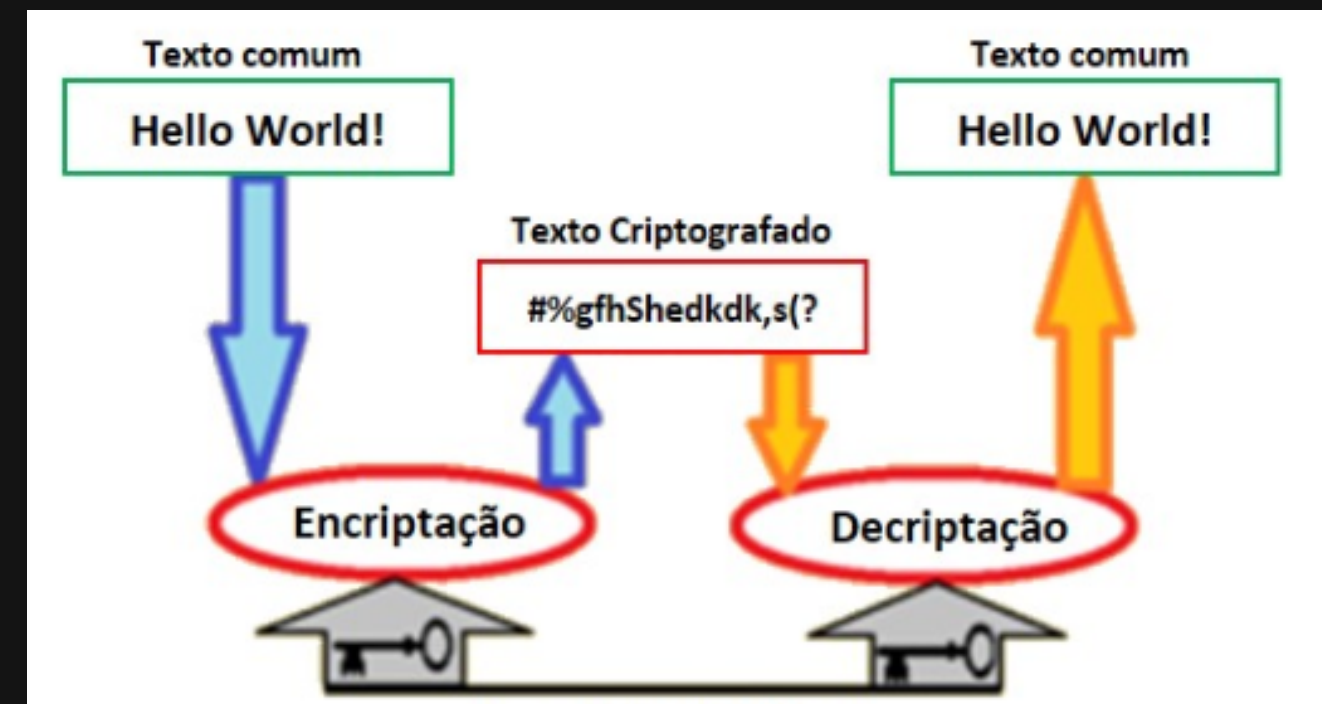 Texto comum
Hello World!
Texto comum
Hello World!
Texto Criptografado
#%gfhShedkdk,s(?
Encriptação
Decriptação